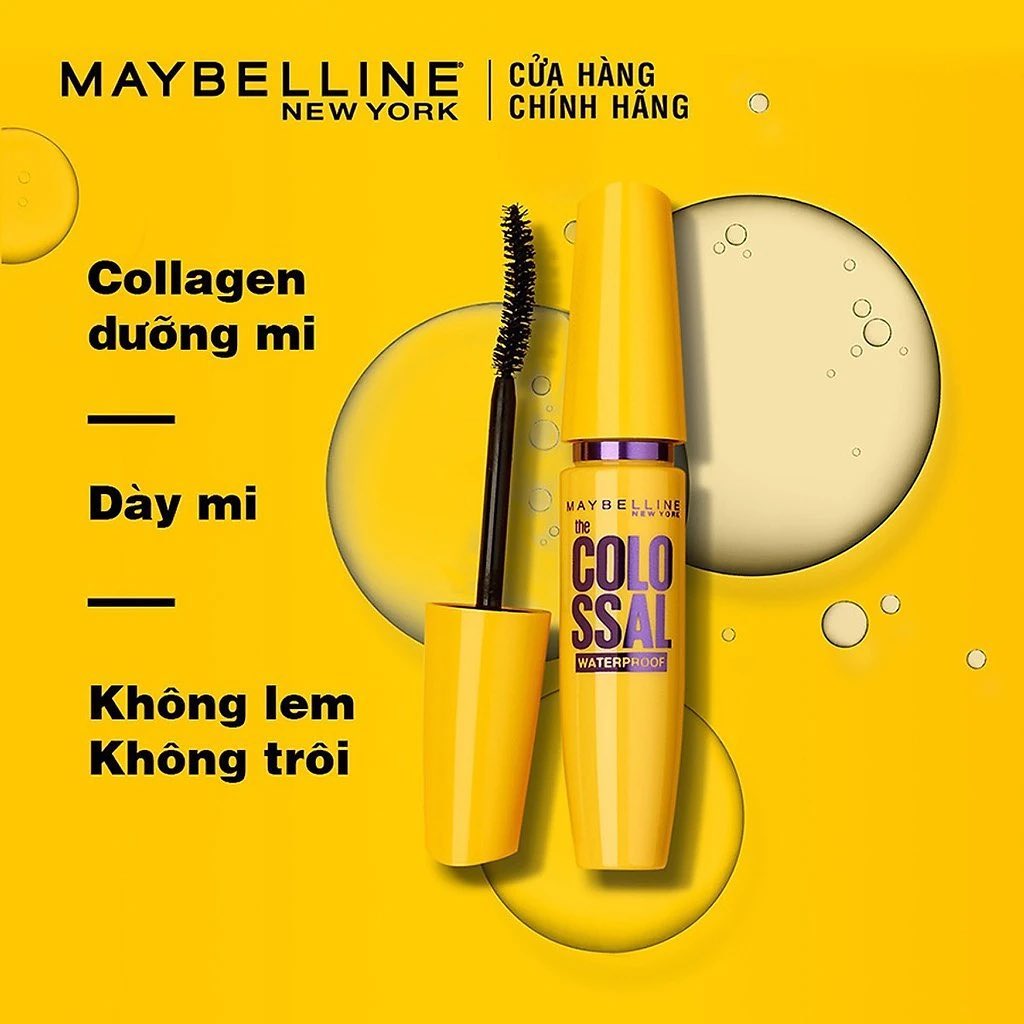 MAYBELLINE®
NEW YORK
CỬA HÀNG
CHÍNH HÃNG
Collagen
dưỡng mi
Dày mi
Không lem
Không trôi
MAYBELLINE
NEW YORK
the
COLO
SSAL
WATERPROOF